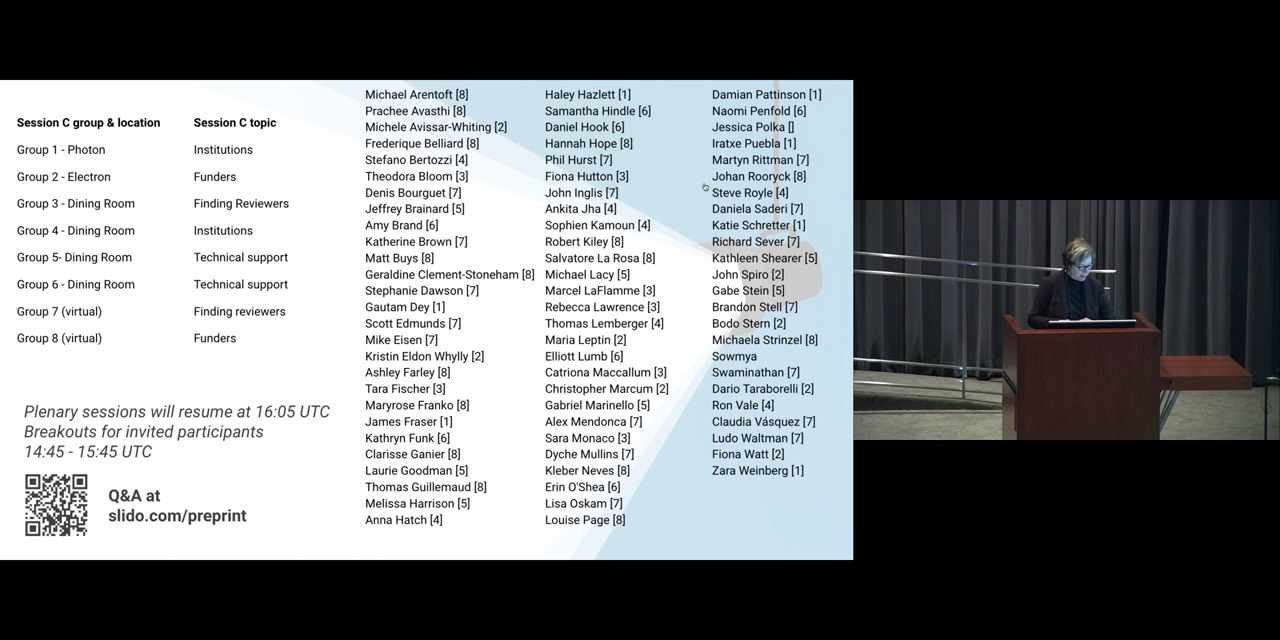 Session C group & location Session C topic
Group 1 - Photon Institutions
Group 2 - Electron Funders
Group 3 - Dining Room Finding Reviewers
Group 4 - Dining Room Institutions
Group 5- Dining Room Technical support
Group 6 - Dining Room Technical support
Group 7 (virtual) Finding reviewers
Group 8 (virtual) Funders
Plenary sessions will resume at 16:05 UTC
Breakouts for invited participants
14:45 - 15:45 UTC
Q&A at
slido.com/preprint
Michael Arentoft [8]
Prachee Avasthi [8]
Michele Avissar-Whiting [2]
Frederique Belliard [8]
Stefano Bertozzi [4]
Theodora Bloom [3]
Denis Bourguet [7]
Jeffrey Brainard [5]
Amy Brand [6]
Katherine Brown [7]
Matt Buys [8]
Geraldine Clement-Stoneham [8]
Stephanie Dawson [7]
Gautam Dey [1]
Scott Edmunds [7]
Mike Eisen [7]
Kristin Eldon Whylly [2]
Ashley Farley [8]
Tara Fischer [3]
Maryrose Franko [8]
James Fraser [1]
Kathryn Funk [6]
Clarisse Ganier [8]
Laurie Goodman [5]
Thomas Guillemaud [8]
Melissa Harrison [5]
Anna Hatch [4]
Haley Hazlett [1]
Samantha Hindle [6]
Daniel Hook [6]
Hannah Hope [8]
Phil Hurst [7]
Fiona Hutton [3]
John Inglis [7]
Ankita Jha [4]
Sophien Kamoun [4]
Robert Kiley [8]
Salvatore La Rosa [8]
Michael Lacy [5]
Marcel LaFlamme [3]
Rebecca Lawrence [3]
Thomas Lemberger [4]
Maria Leptin [2]
Elliott Lumb [6]
Catriona Maccallum [3]
Christopher Marcum [2]
Gabriel Marinello [5]
Alex Mendonca [7]
Sara Monaco [3]
Dyche Mullins [7]
Kleber Neves [8]
Erin O'Shea [6]
Lisa Oskam [7]
Louise Page [8]
Damian Pattinson [1]
Naomi Penfold [6]
Jessica Polka []
Iratxe Puebla [1]
Martyn Rittman [7]
Johan Rooryck [8]
Steve Royle [4]
Daniela Saderi [7]
Katie Schretter [1]
Richard Sever [7]
Kathleen Shearer [5]
John Spiro [2]
Gabe Stein [5]
Brandon Stell [7]
Bodo Stern [2]
Michaela Strinzel [8]
Sowmya
Swaminathan [7]
Dario Taraborelli [2]
Ron Vale [4]
Claudia Vásquez [7]
Ludo Waltman [7]
Fiona Watt [2]
Zara Weinberg [1]